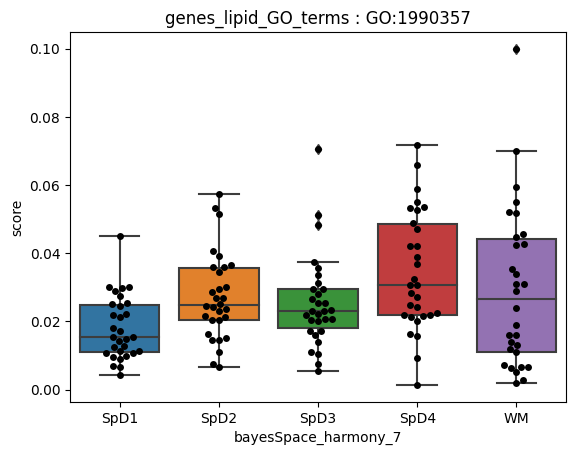 genes_lipid_GO_terms : GO:1990357
0.10
0.08
0.06
0.04
0.02
0.00
score
SpD1 SpD2 SpD3 SpD4 WM
bayesSpace_harmony_7